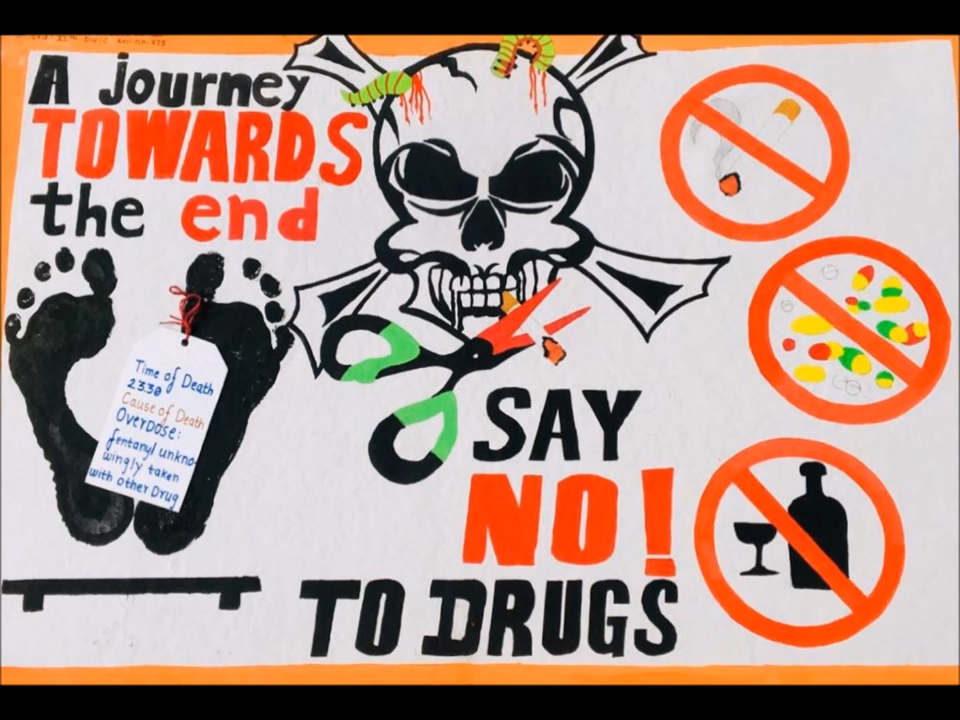 A journey
TOWARDS
the end
Time of Death
2330
Cause of Death
OverDose:
fentanyl unkno-
wingly taken
with other Drug
SAY
NO!
TO DRUGS